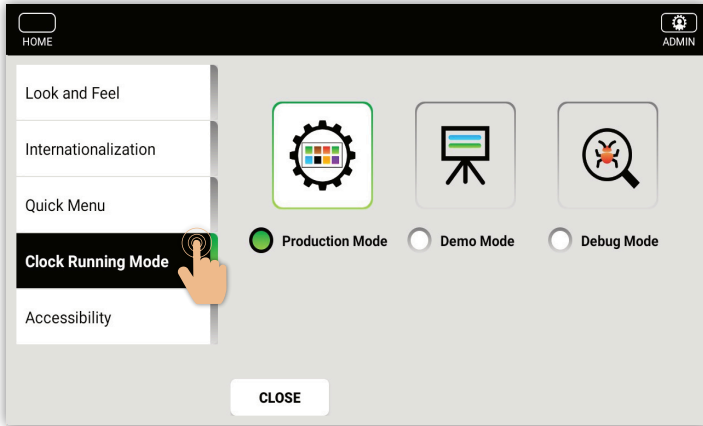 HOME
ADMIN
Look and Feel
Internationalization
Quick Menu
Clock Running Mode
Accessibility
Production Mode
Demo Mode
Debug Mode
CLOSE